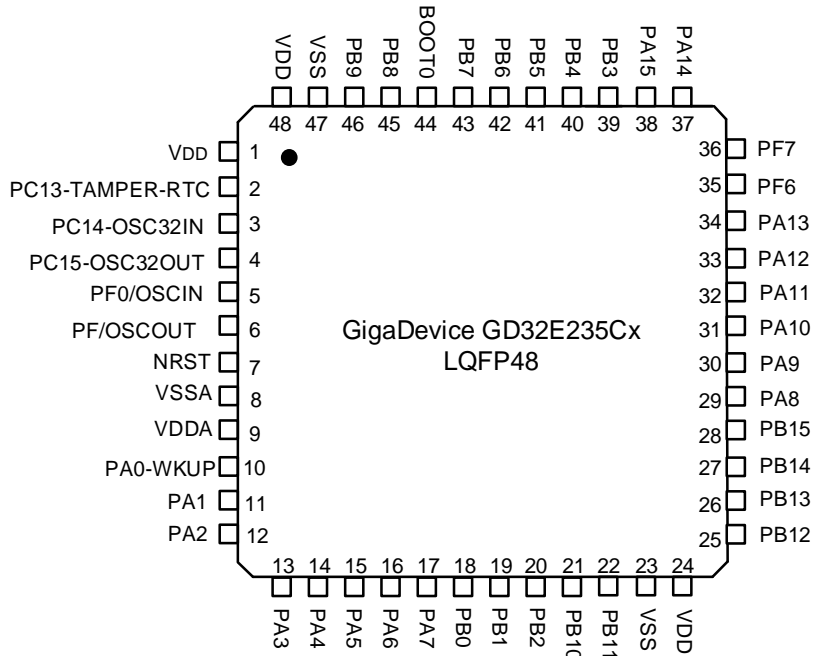 VDD
VSS
PB9
PB8
BOOT0
PB7
PB6
PB5
PB4
PB3
PA15
PA14
48 47 46 45 44 43 42 41 40 39 38 37
VDD 1
PC13-TAMPER-RTC 2
PC14-OSC32IN 3
PC15-OSC32OUT 4
PF0/OSCIN 5
PF/OSCOUT 6
NRST 7
VSSA 8
VDDA 9
PA0-WKUP 10
PA1 11
PA2 12
GigaDevice GD32E235Cx
LQFP48
36 PF7
35 PF6
34 PA13
33 PA12
32 PA11
31 PA10
30 PA9
29 PA8
28 PB15
27 PB14
26 PB13
25 PB12
13 14 15 16 17 18 19 20 21 22 23 24
PA3
PA4
PA5
PA6
PA7
PB0
PB1
PB2
PB10
PB11
VSS
VDD